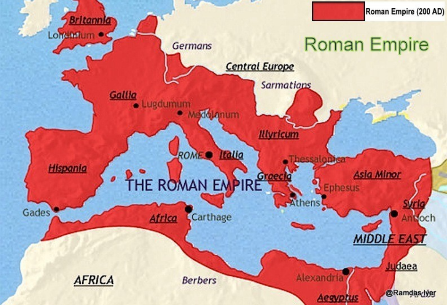 Roman Empire (200 AD)
Roman Empire
Britannia
Londinium
Germans
Central Europe
Sarmatians
Gallia
Lugdumum
Mediolanum
Illyricum
ROME
Italia
Thessalonica
Hispania
THE ROMAN EMPIRE
Graecia
Asia Minor
Ephesus
Athens
Gades
Africa
Carthage
Syria
Antioch
MIDDLE EAST
Judaea
Alexandria
AFRICA
Berbers
Aegyptus
@Ramdas Iyer